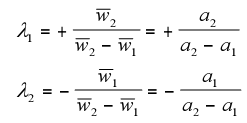 λ₁ = + w̅₂ / (w̅₂ − w̅₁) = + a₂ / (a₂ − a₁)
λ₂ = − w̅₁ / (w̅₂ − w̅₁) = − a₁ / (a₂ − a₁)